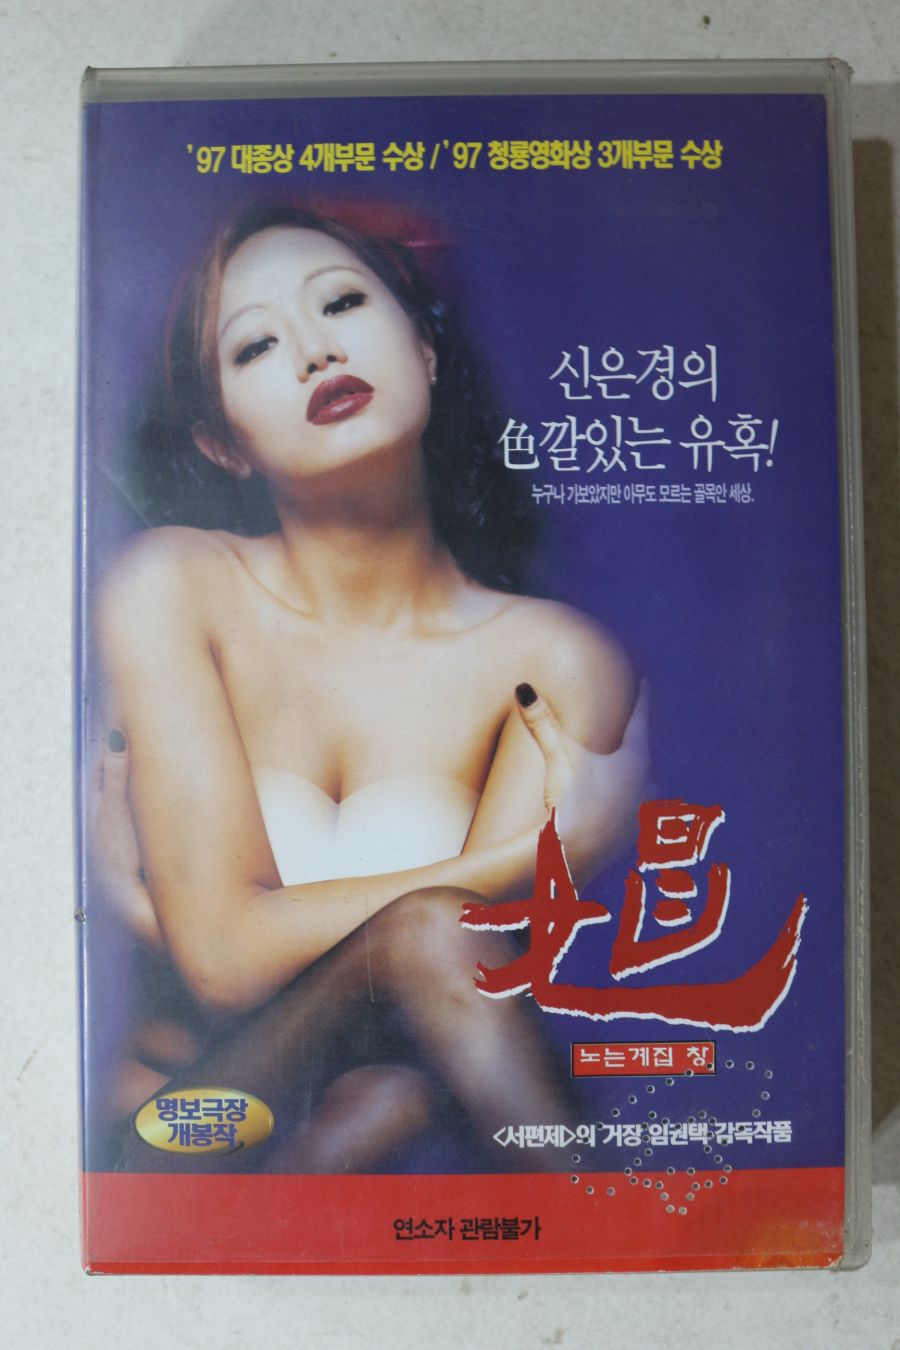 '97 대종상 4개부문 수상 / '97 청룡영화상 3개부문 수상
신은경의
色깔있는 유혹!
누구나 가보았지만 아무도 모르는 골목안 세상.
娼
노는계집 창
명보극장
개봉작
<서편제>의 거장 임권택 감독작품
연소자 관람불가